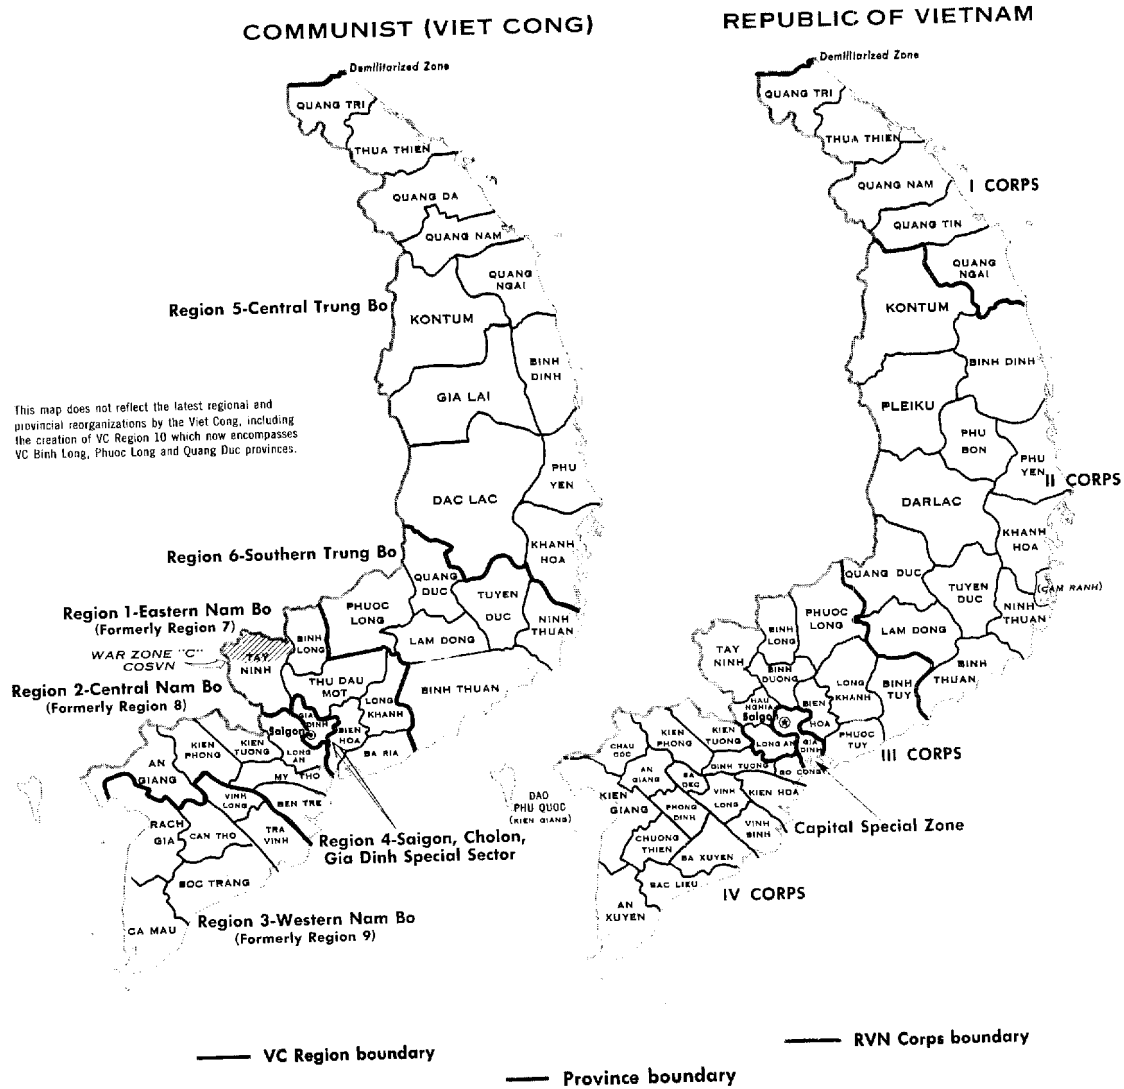 COMMUNIST (VIET CONG)
Demilitarized Zone
QUANG TRI
THUA THIEN
QUANG DA
QUANG NAM
QUANG
NGAI
Region 5-Central Trung Bo
KONTUM
BINH
DINH
GIA LAI
This map does not reflect the latest regional and
provincial reorganizations by the Viet Cong, including
the creation of VC Region 10 which now encompasses
VC Binh Long, Phuoc Long and Quang Duc provinces.
PHU
YEN
DAC LAC
Region 6-Southern Trung Bo
KHANH
HOA
QUANG
DUC
TUYEN
DUC
NINH
THUAN
Region 1-Eastern Nam Bo
(Formerly Region 7)
PHUOC
LONG
BINH
LONG
LAM DONG
WAR ZONE "C"
COSVN
TAY
NINH
Region 2-Central Nam Bo
(Formerly Region 8)
THU DAU
MOT
BINH THUAN
LONG
KHANH
GIA
DINH
Saigon
BIEN
HOA
BA RIA
KIEN
PHONG
KIEN
TUONG
LONG
AN
AN
GIANG
MY THO
VINH
LONG
BEN TRE
RACH
GIA
CAN THO
TRA
VINH
Region 4-Saigon, Cholon,
Gia Dinh Special Sector
SOC TRANG
Region 3-Western Nam Bo
(Formerly Region 9)
CA MAU
VC Region boundary
REPUBLIC OF VIETNAM
Demilitarized Zone
QUANG TRI
THUA THIEN
QUANG NAM
I CORPS
QUANG TIN
QUANG
NGAI
KONTUM
BINH DINH
PLEIKU
PHU
BON
PHU
YEN
II CORPS
DARLAC
KHANH
HOA
QUANG DUC
TUYEN
DUC
(CAM RANH)
NINH
THUAN
PHUOC
LONG
BINH
LONG
LAM DONG
TAY
NINH
BINH
DUONG
LONG
KHANH
BINH
TUY
BINH
THUAN
HAU
NGHIA
BIEN
HOA
Saigon
PHUOC
TUY
III CORPS
KIEN
PHONG
KIEN
TUONG
LONG AN
GIA
DINH
CHAU
DOC
AN
GIANG
SA
DEC
DINH TUONG
GO CONG
DAO
PHU QUOC
(KIEN GIANG)
KIEN
GIANG
PHONG
DINH
VINH
LONG
KIEN HOA
VINH
BINH
Capital Special Zone
CHUONG
THIEN
BA XUYEN
BAC LIEU
IV CORPS
AN
XUYEN
RVN Corps boundary
Province boundary